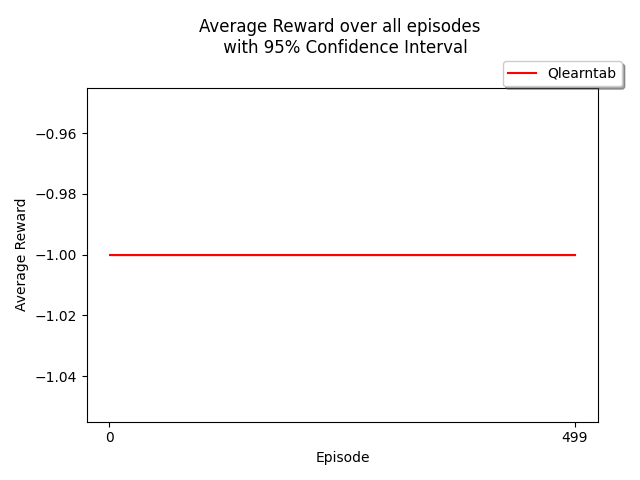 Average Reward over all episodes
with 95% Confidence Interval
Qlearntab
−0.96
−0.98
−1.00
−1.02
−1.04
Average Reward
0
499
Episode